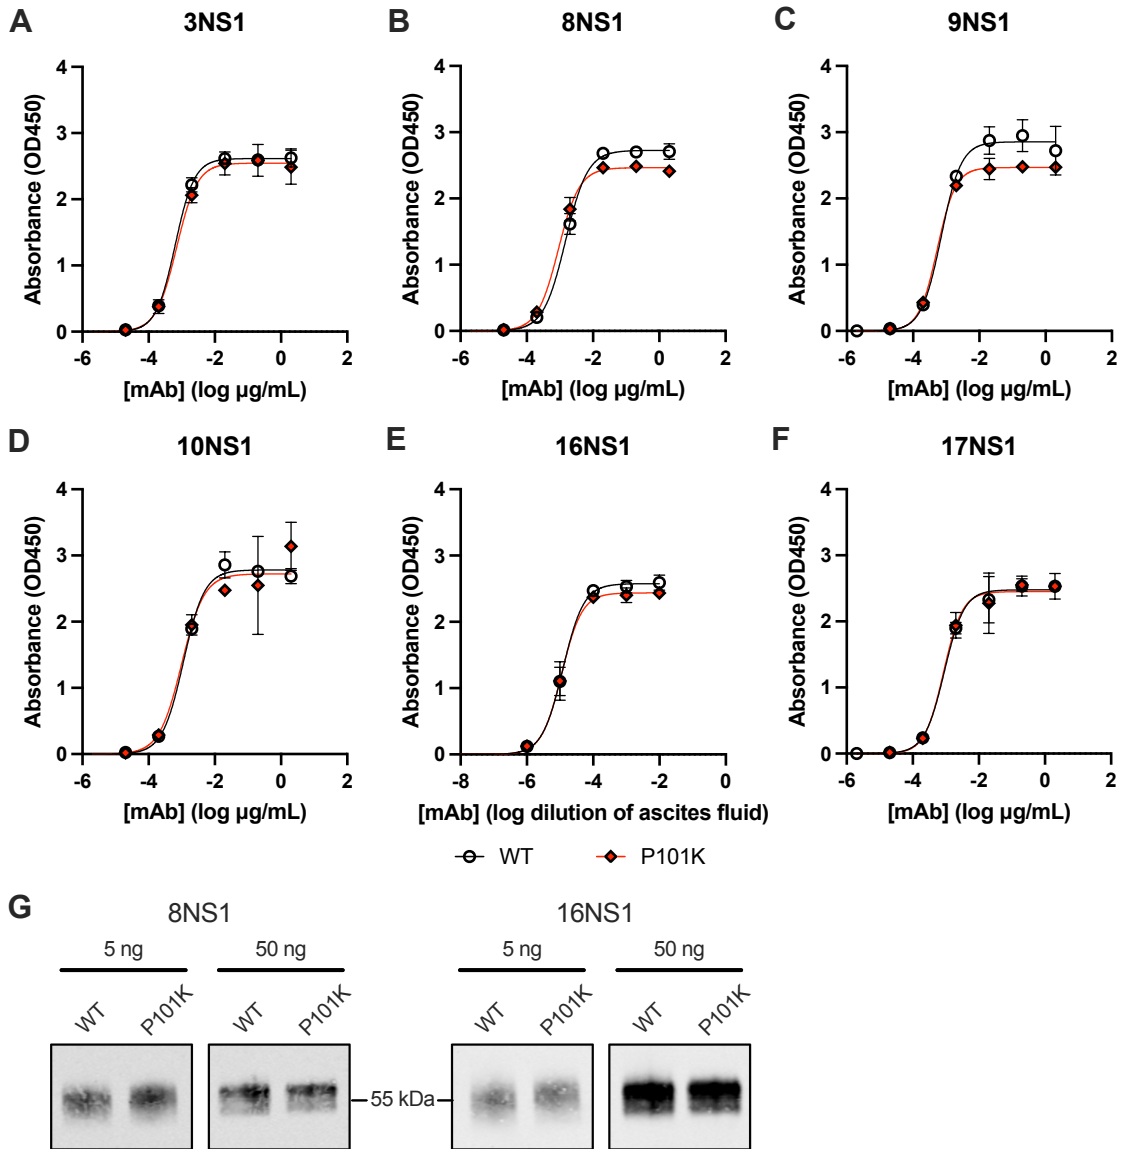 A 3NS1
B 8NS1
C 9NS1
Absorbance (OD450)
4
3
2
1
0
-6 -4 -2 0 2
[mAb] (log µg/mL)
Absorbance (OD450)
4
3
2
1
0
-6 -4 -2 0 2
[mAb] (log µg/mL)
Absorbance (OD450)
4
3
2
1
0
-6 -4 -2 0 2
[mAb] (log µg/mL)
D 10NS1
E 16NS1
F 17NS1
Absorbance (OD450)
4
3
2
1
0
-6 -4 -2 0 2
[mAb] (log µg/mL)
Absorbance (OD450)
4
3
2
1
0
-8 -6 -4 -2 0
[mAb] (log dilution of ascites fluid)
Absorbance (OD450)
4
3
2
1
0
-6 -4 -2 0 2
[mAb] (log µg/mL)
WT P101K
G 8NS1 16NS1
5 ng 50 ng 5 ng 50 ng
WT P101K WT P101K WT P101K WT P101K
55 kDa